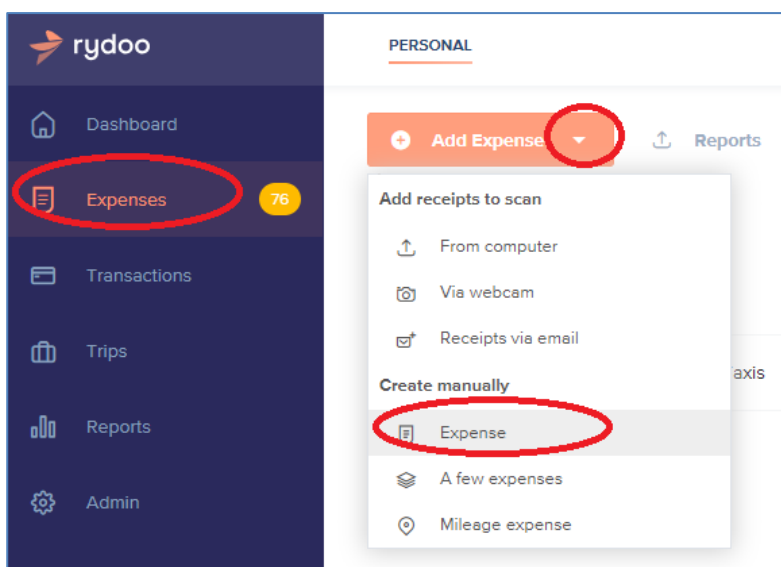 rydoo
PERSONAL
Dashboard
Add Expense
Reports
Expenses
76
Add receipts to scan
From computer
Transactions
Via webcam
Receipts via email
Trips
axis
Create manually
Reports
Expense
A few expenses
Admin
Mileage expense